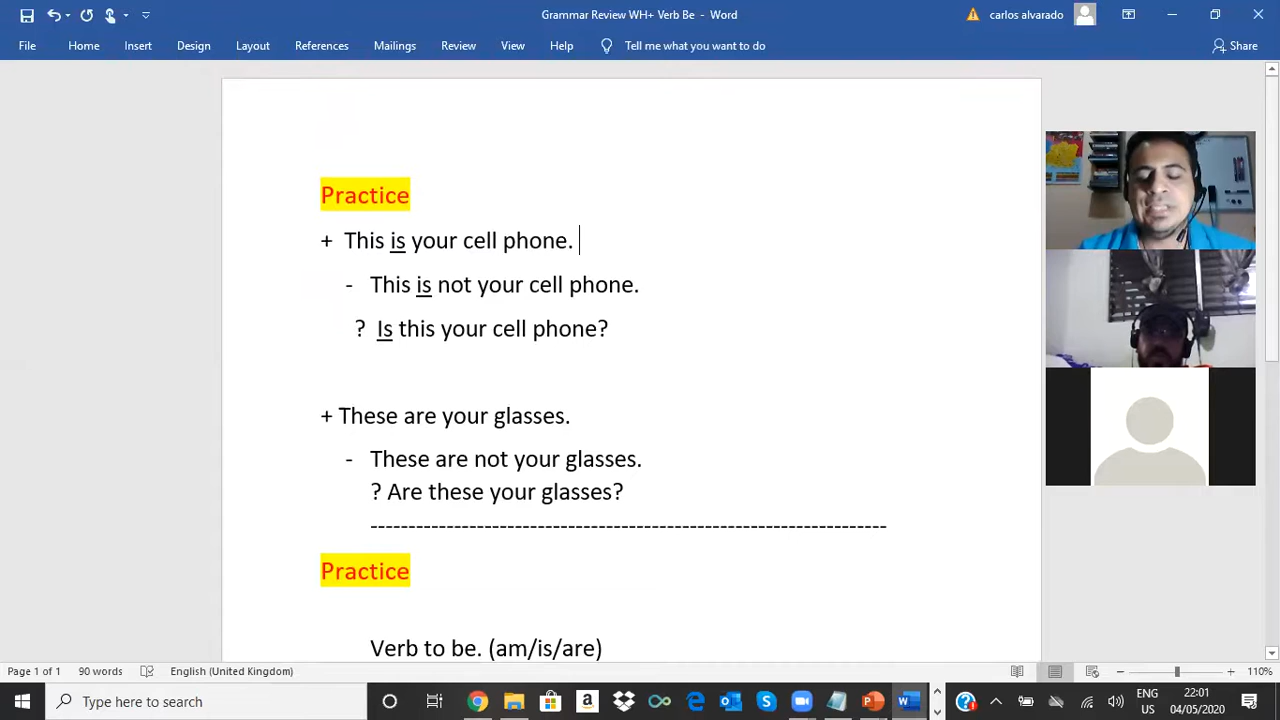 Grammar Review WH+ Verb Be - Word
carlos alvarado
File Home Insert Design Layout References Mailings Review View Help Tell me what you want to do Share
Practice
+ This is your cell phone.
- This is not your cell phone.
? Is this your cell phone?
+ These are your glasses.
- These are not your glasses.
? Are these your glasses?
---------------------------------------------------------------------
Practice
Verb to be. (am/is/are)
Page 1 of 1 90 words English (United Kingdom) 110%
Type here to search
ENG
US
22:01
04/05/2020